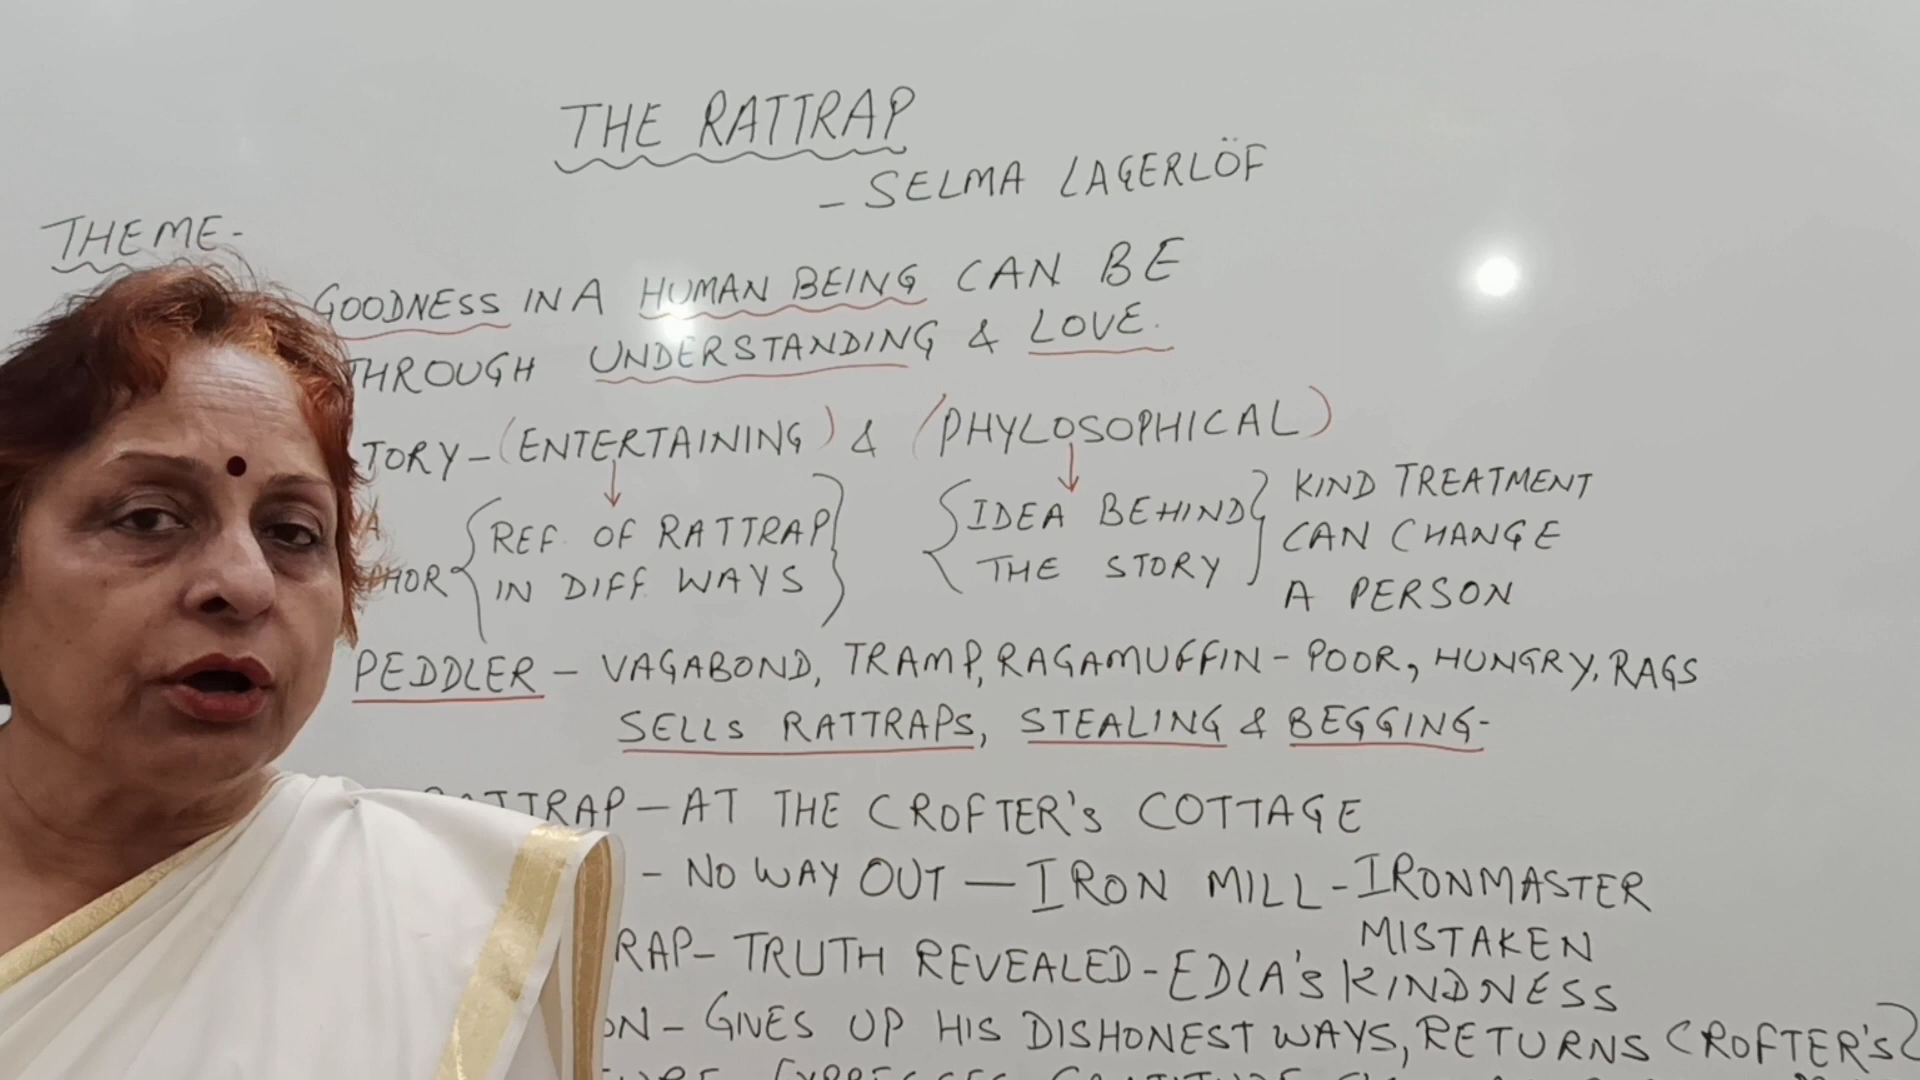 THE RATTRAP
- SELMA LAGERLÖF
THEME-
GOODNESS IN A HUMAN BEING CAN BE
THROUGH UNDERSTANDING & LOVE.
TORY - (ENTERTAINING) & (PHYLOSOPHICAL)
A
PHOR { REF. OF RATTRAP IN DIFF WAYS } { IDEA BEHIND THE STORY } KIND TREATMENT CAN CHANGE A PERSON
PEDDLER - VAGABOND, TRAMP, RAGAMUFFIN - POOR, HUNGRY, RAGS
SELLS RATTRAPS, STEALING & BEGGING-
RATTRAP - AT THE CROFTER'S COTTAGE
- NO WAY OUT - IRON MILL - IRONMASTER
MISTAKEN
RAP - TRUTH REVEALED - EDLA'S KINDNESS
ON - GIVES UP HIS DISHONEST WAYS, RETURNS CROFTER'S